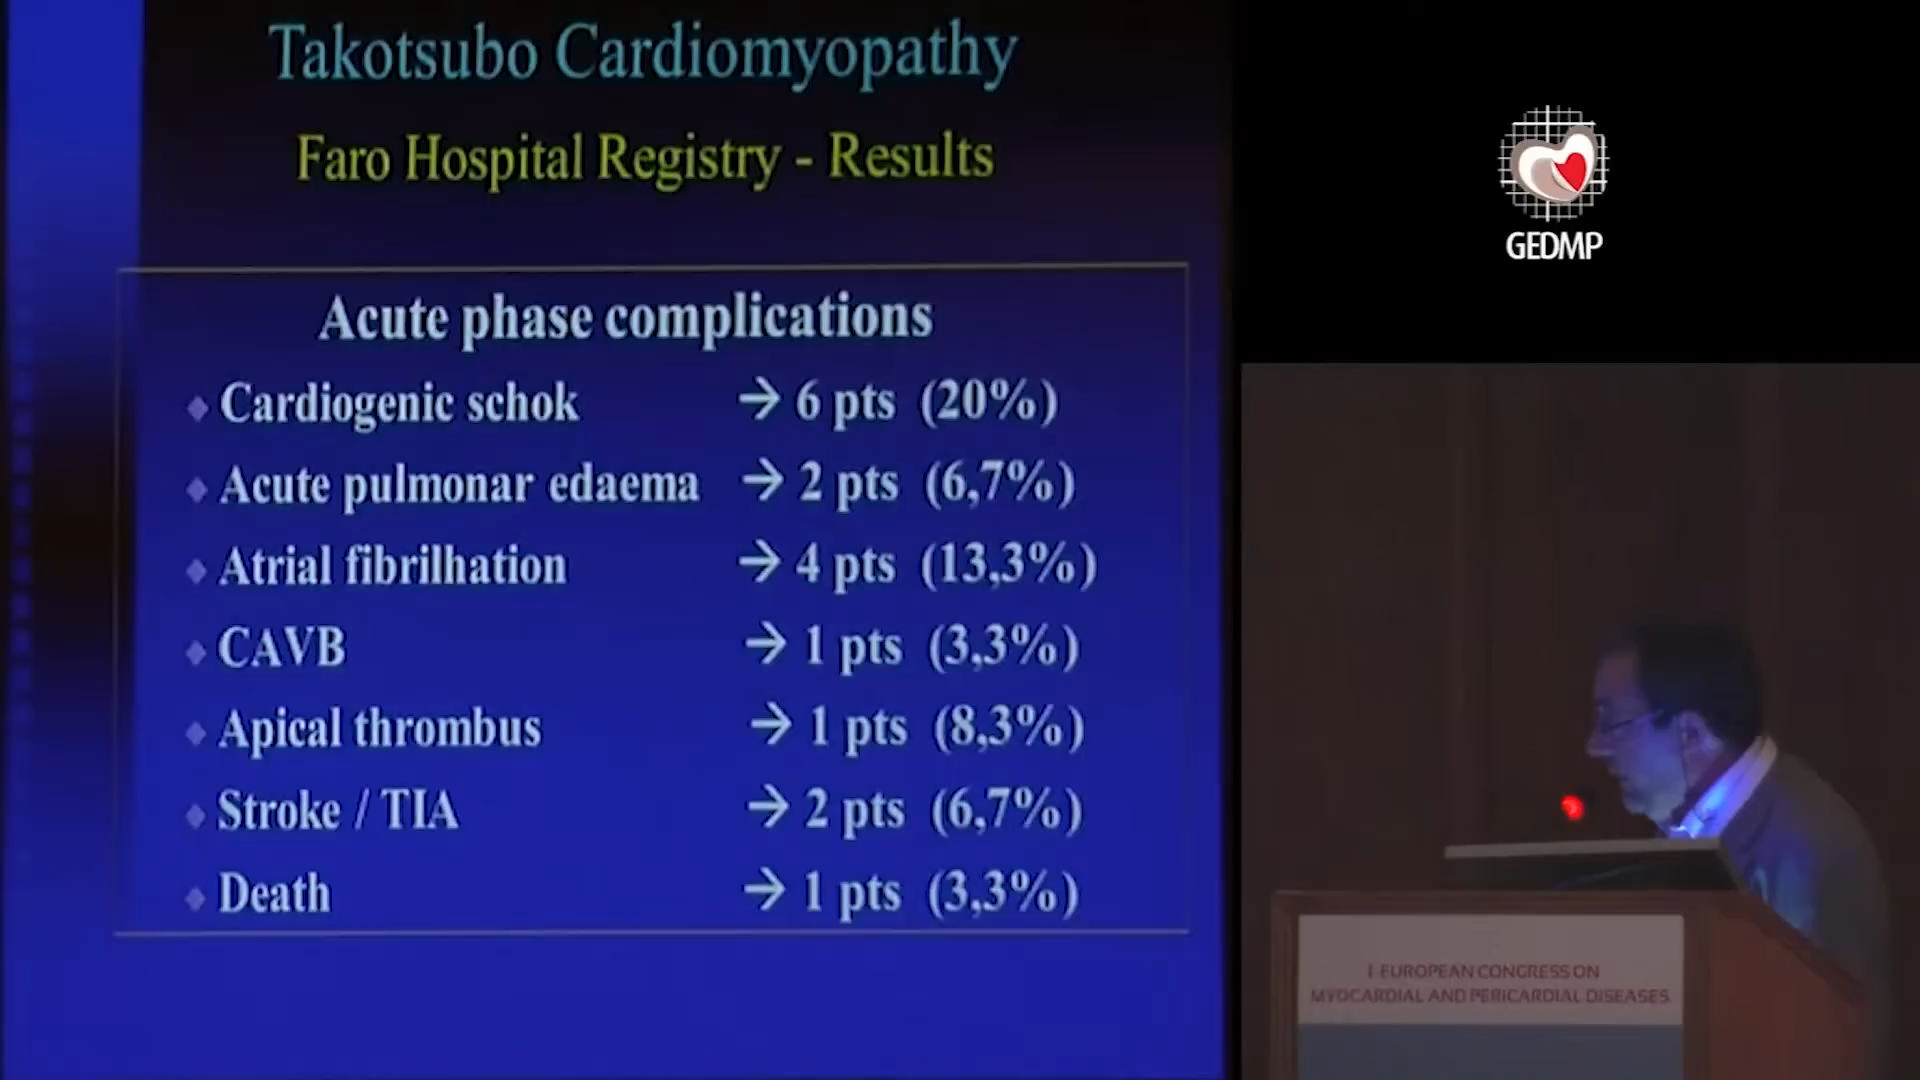 Takotsubo Cardiomyopathy
Faro Hospital Registry - Results
Acute phase complications
Cardiogenic schok → 6 pts (20%)
Acute pulmonar edaema → 2 pts (6,7%)
Atrial fibrilhation → 4 pts (13,3%)
CAVB → 1 pts (3,3%)
Apical thrombus → 1 pts (8,3%)
Stroke / TIA → 2 pts (6,7%)
Death → 1 pts (3,3%)
GEDMP
I EUROPEAN CONGRESS ON
MYOCARDIAL AND PERICARDIAL DISEASES